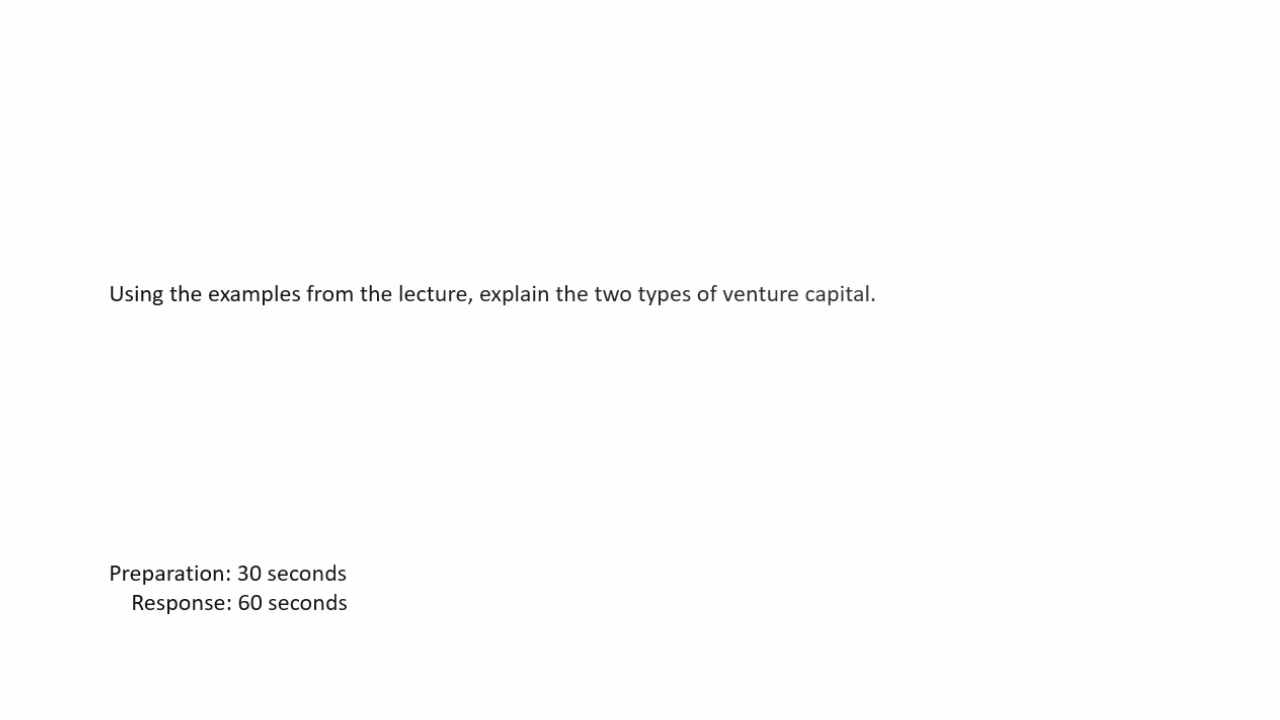 Using the examples from the lecture, explain the two types of venture capital.
Preparation: 30 seconds
Response: 60 seconds